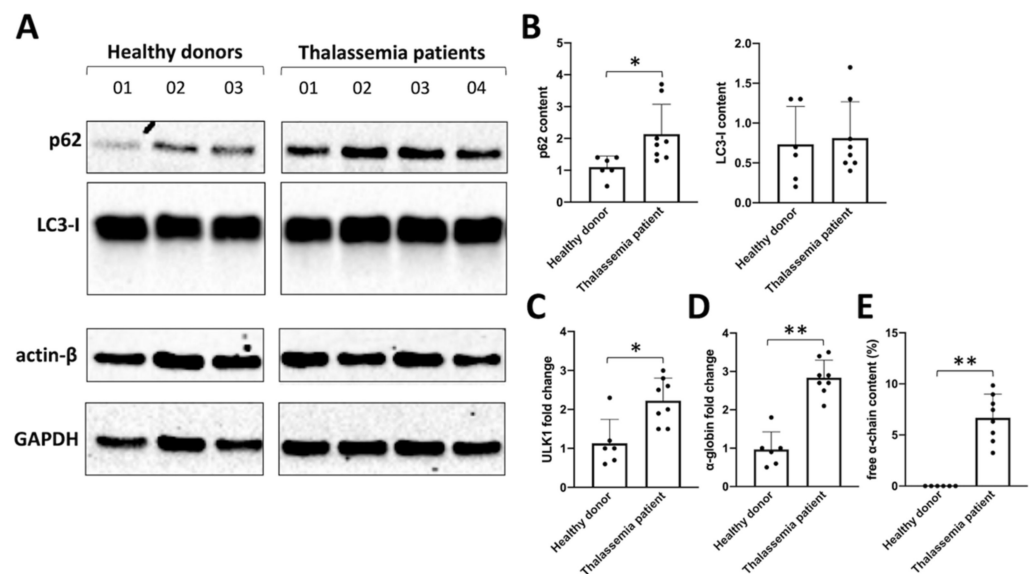 A
Healthy donors
Thalassemia patients
01 02 03
01 02 03 04
p62
LC3-I
actin-β
GAPDH
B
p62 content
5
4
3
2
1
0
*
Healthy donor
Thalassemia patient
LC3-I content
2.0
1.5
1.0
0.5
0.0
Healthy donor
Thalassemia patient
C
ULK1 fold change
4
3
2
1
0
*
Healthy donor
Thalassemia patient
D
α-globin fold change
4
3
2
1
0
**
Healthy donor
Thalassemia patient
E
free α-chain content (%)
15
10
5
0
**
Healthy donor
Thalassemia patient